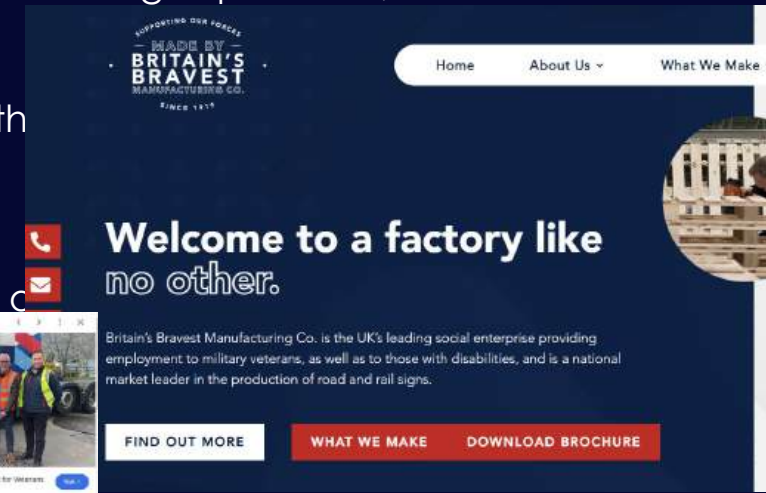 SUPPORTING OUR FORCES
MADE BY
BRITAIN'S
BRAVEST
MANUFACTURING CO.
SINCE 1919
Home
About Us
What We Make
Welcome to a factory like
no other.
Britain's Bravest Manufacturing Co. is the UK's leading social enterprise providing
employment to military veterans, as well as to those with disabilities, and is a national
market leader in the production of road and rail signs.
FIND OUT MORE
WHAT WE MAKE
DOWNLOAD BROCHURE
for Veterans